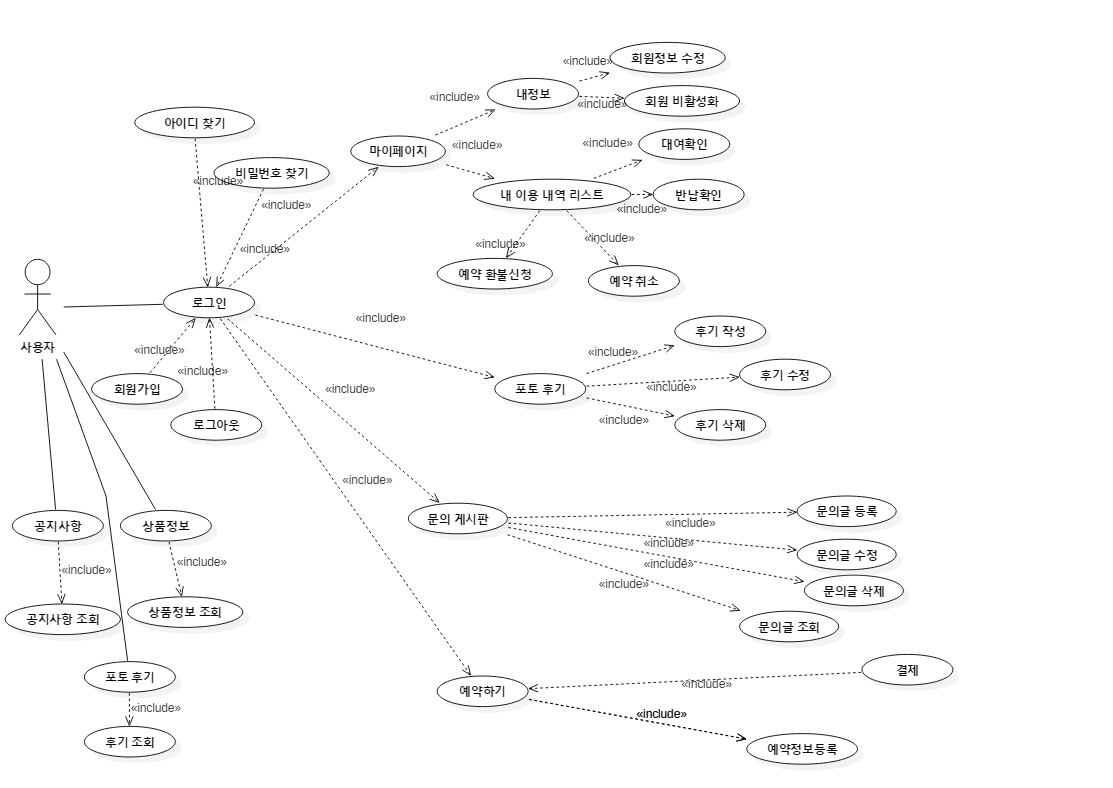 «include»
회원정보 수정
내정보
«include»
«include»
회원 비활성화
아이디 찾기
«include»
대여확인
«include»
마이페이지
비밀번호 찾기
«include»
내 이용 내역 리스트
반납확인
«include»
«include»
«include»
«include»
«include»
«include»
예약 환불신청
예약 취소
로그인
«include»
후기 작성
사용자
«include»
«include»
«include»
후기 수정
회원가입
«include»
포토 후기
«include»
«include»
로그아웃
후기 삭제
«include»
문의글 등록
공지사항
상품정보
문의 게시판
«include»
«include»
문의글 수정
«include»
«include»
«include»
«include»
문의글 삭제
공지사항 조회
상품정보 조회
문의글 조회
포토 후기
결제
«include»
예약하기
«include»
«include»
후기 조회
예약정보등록